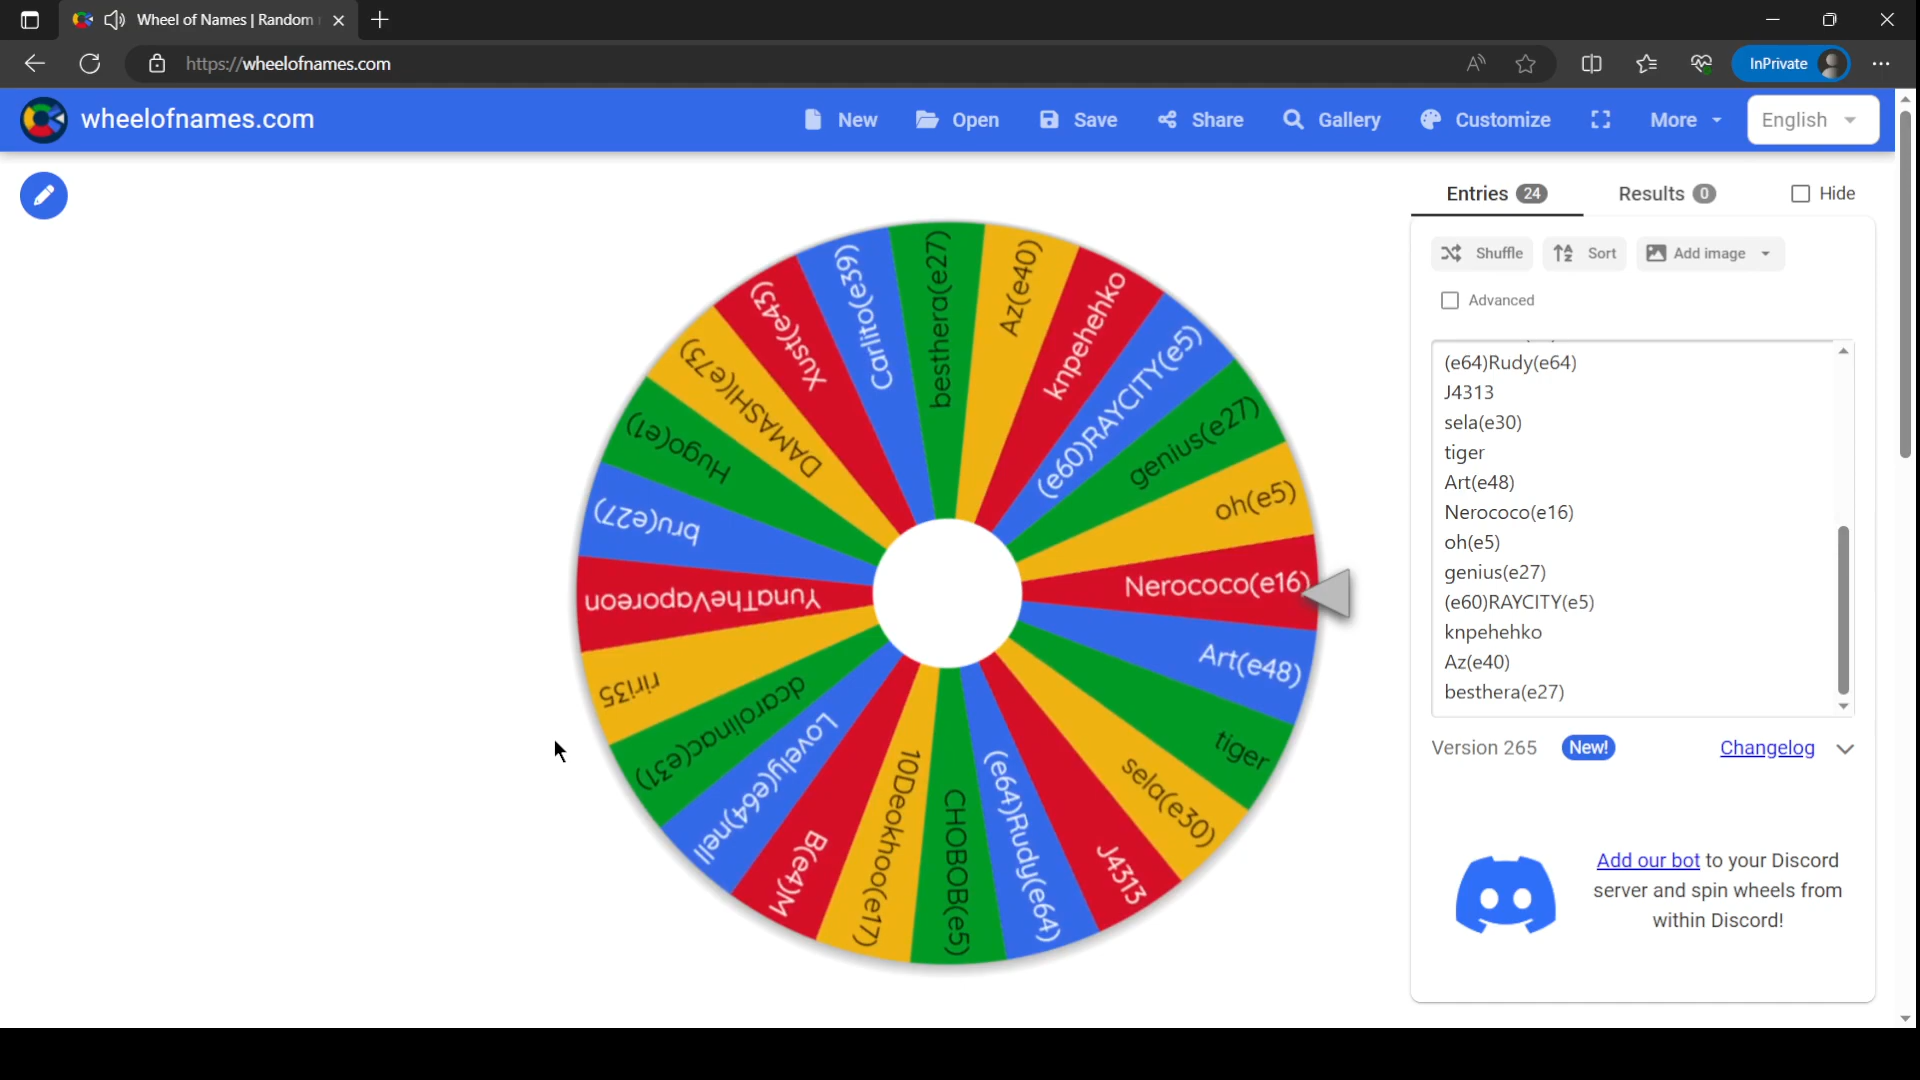 Wheel of Names | Random
https://wheelofnames.com
InPrivate
wheelofnames.com
New
Open
Save
Share
Gallery
Customize
More
English
Entries 24
Results 0
Hide
Shuffle
Sort
Add image
Advanced
(e64)Rudy(e64)
J4313
sela(e30)
tiger
Art(e48)
Nerococo(e16)
oh(e5)
genius(e27)
(e60)RAYCITY(e5)
knpehehko
Az(e40)
besthera(e27)
Version 265
New!
Changelog
Add our bot to your Discord
server and spin wheels from
within Discord!
besthera(e27)
Az(e40)
knpehehko
(e60)RAYCITY(e5)
genius(e27)
oh(e5)
Nerococo(e16)
Art(e48)
tiger
sela(e30)
J4313
(e64)Rudy(e64)
CHOBOB(e5)
10Deokhoo(e17)
B(e4)M
Lovely(e64)nell
dcarolinac(e31)
riri35
YunaTheVaporeon
bru(e27)
Hugo(e1)
DAMASHI(e73)
Xust(e43)
Carlito(e39)